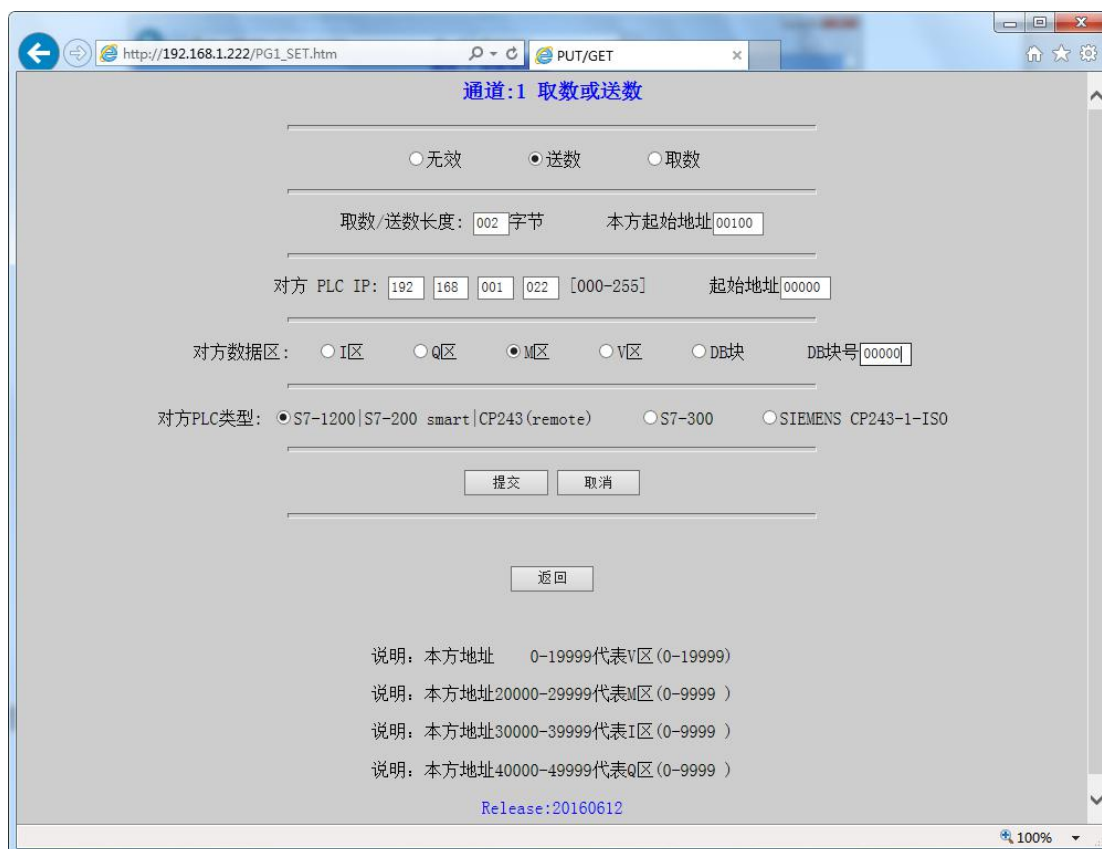 http://192.168.1.222/PG1_SET.htm PUT/GET
通道:1 取数或送数
无效 送数 取数
取数/送数长度: 002 字节 本方起始地址 00100
对方 PLC IP: 192 168 001 022 [000-255] 起始地址 00000
对方数据区: I区 Q区 M区 V区 DB块 DB块号 00000
对方PLC类型: S7-1200|S7-200 smart|CP243(remote) S7-300 SIEMENS CP243-1-ISO
提交 取消
返回
说明: 本方地址 0-19999代表V区(0-19999)
说明: 本方地址20000-29999代表M区(0-9999 )
说明: 本方地址30000-39999代表I区(0-9999 )
说明: 本方地址40000-49999代表Q区(0-9999 )
Release:20160612
100%